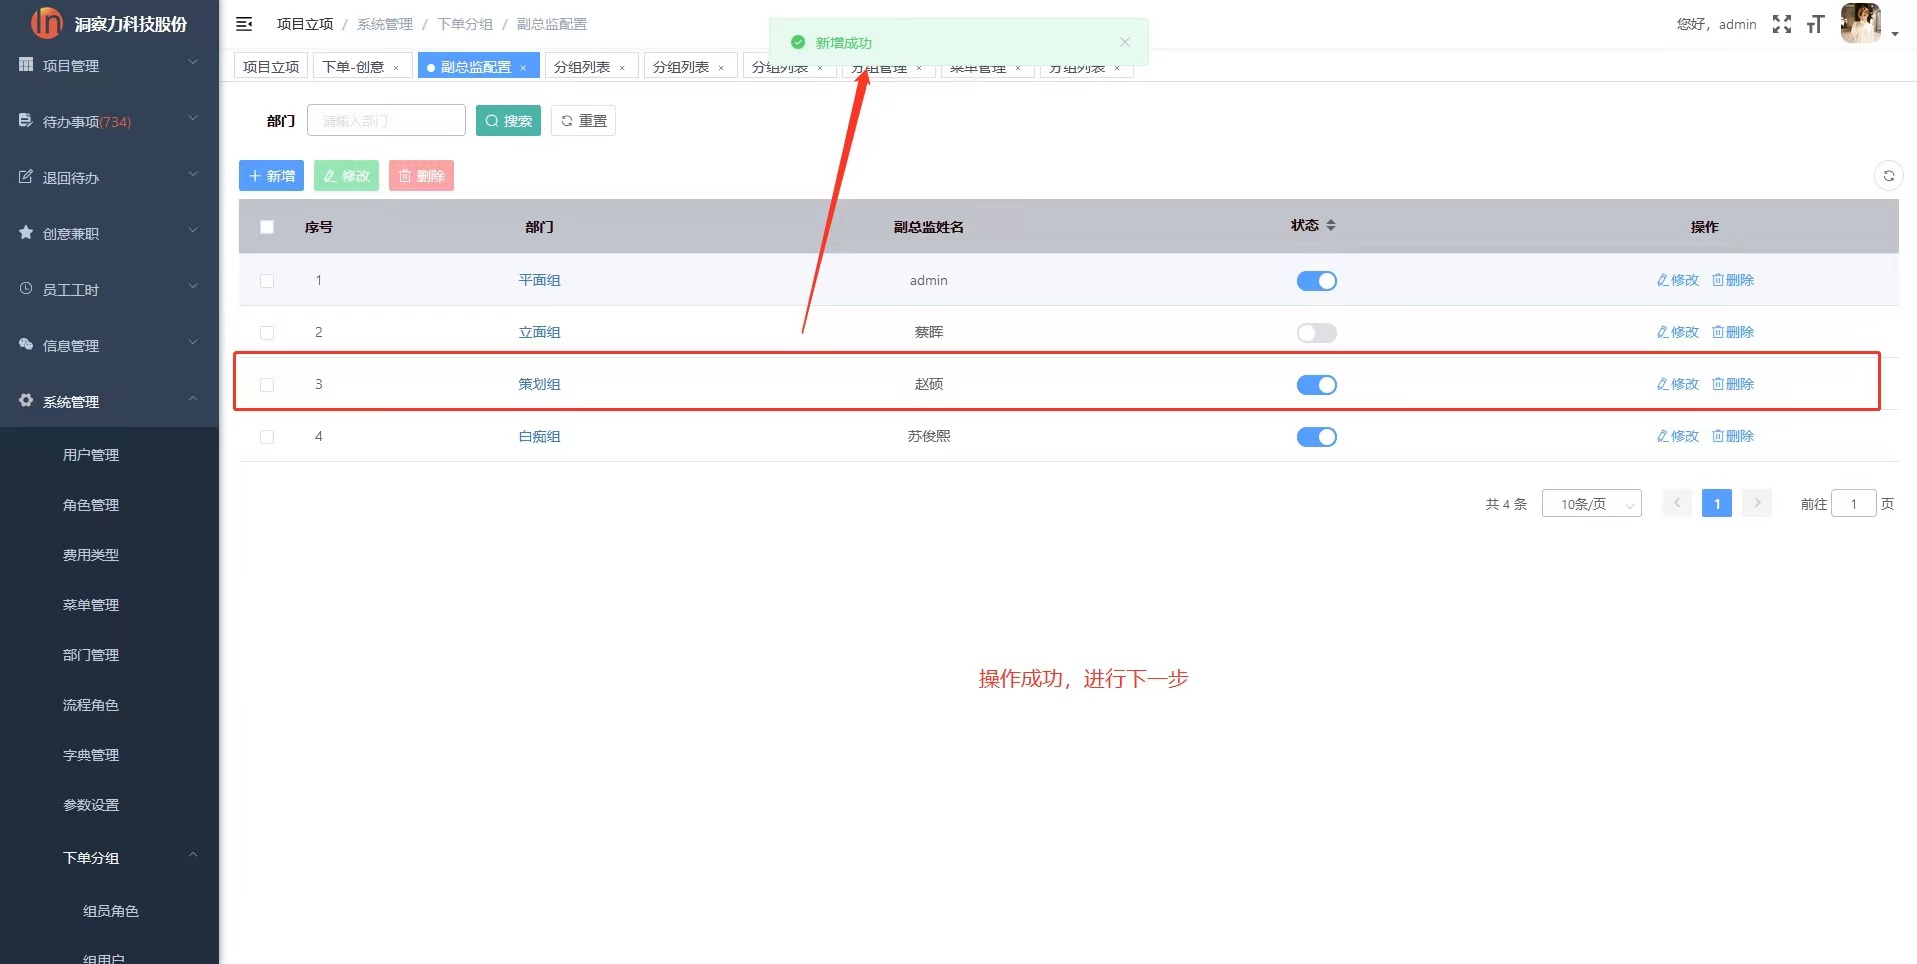 洞察力科技股份
项目立项 / 系统管理 / 下单分组 / 副总监配置
您好，admin
新增成功
项目立项 下单-创意 × 副总监配置 × 分组列表 × 分组列表 × 分组列表 × 分组管理 × 菜单管理 × 分组列表 ×
项目管理
待办事项(734)
退回待办
创意兼职
员工工时
信息管理
系统管理
用户管理
角色管理
费用类型
菜单管理
部门管理
流程角色
字典管理
参数设置
下单分组
组员角色
组用户
部门 请输入部门 搜索 重置
新增 修改 删除
序号 部门 副总监姓名 状态 操作
1 平面组 admin 修改 删除
2 立面组 蔡晖 修改 删除
3 策划组 赵硕 修改 删除
4 白痴组 苏俊熙 修改 删除
共 4 条 10条/页 1 前往 1 页
操作成功，进行下一步